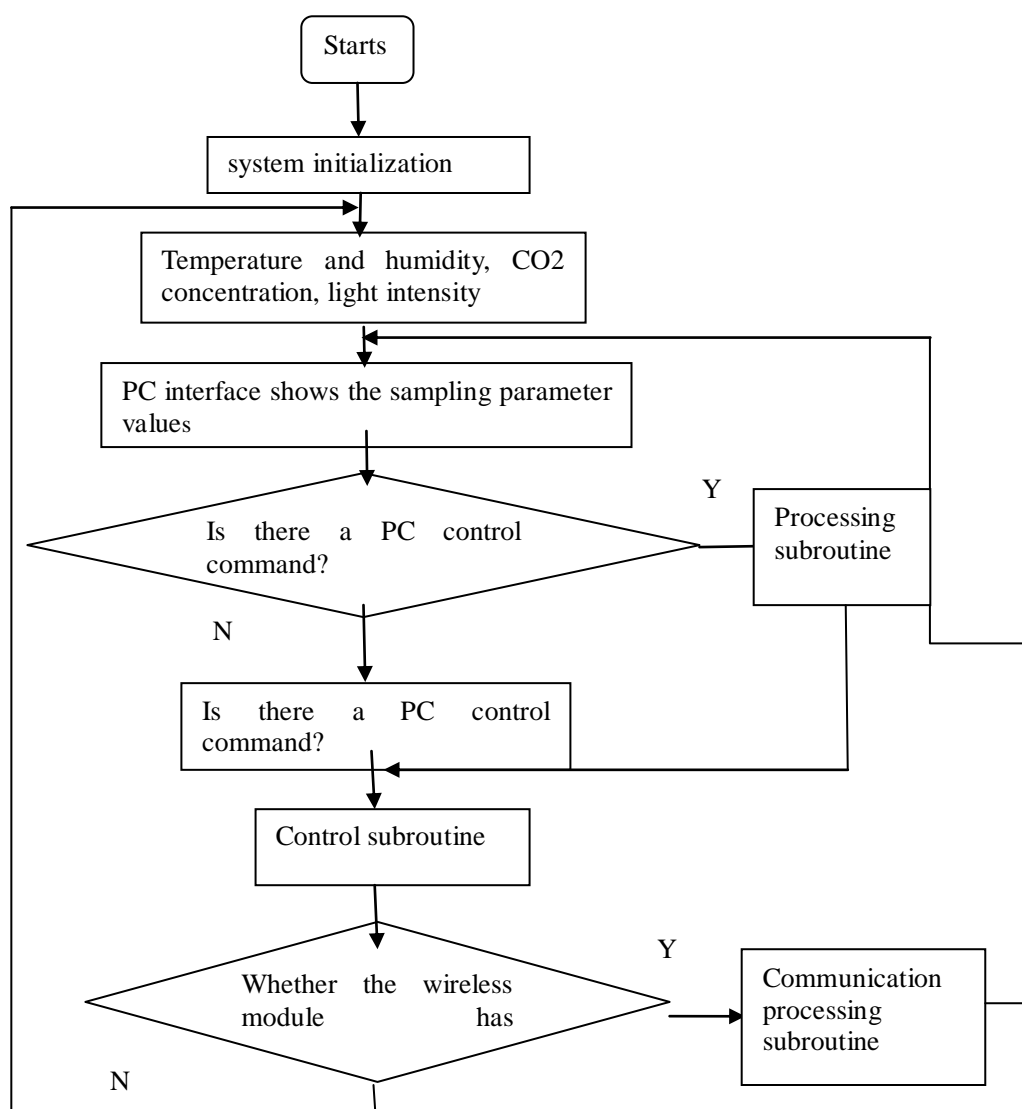 Starts
system initialization
Temperature and humidity, CO2
concentration, light intensity
PC interface shows the sampling parameter
values
Is there a PC control
command?
Y
Processing
subroutine
N
Is there a PC control
command?
Control subroutine
Whether the wireless
module has
Y
Communication
processing
subroutine
N